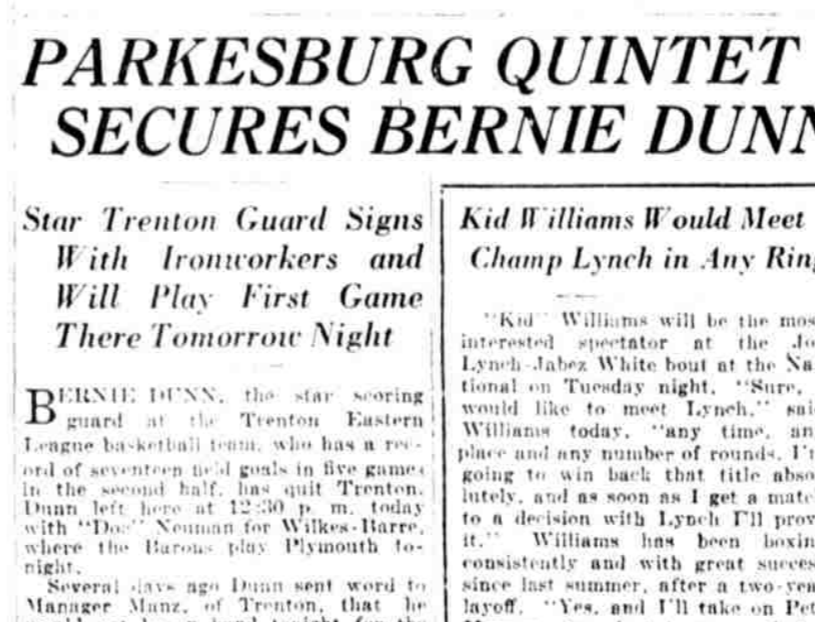 PARKESBURG QUINTET
SECURES BERNIE DUNN
Star Trenton Guard Signs
With Ironworkers and
Will Play First Game
There Tomorrow Night
BERNIE DUNN, the star scoring
guard at the Trenton Eastern
League basketball team, who has a rec-
ord of seventeen field goals in five games
in the second half, has quit Trenton.
Dunn left here at 12:30 p. m. today
with "Doc" Neuman for Wilkes-Barre,
where the Barons play Plymouth to-
night.
Several days ago Dunn sent word to
Manager Manz, of Trenton, that he
Kid Williams Would Meet
Champ Lynch in Any Ring
"Kid" Williams will be the mos
interested spectator at the Jo
Lynch-Jabez White bout at the Na
tional on Tuesday night. "Sure,
would like to meet Lynch," sai
Williams today, "any time, an
place and any number of rounds. I'
going to win back that title abso
lutely, and as soon as I get a matc
to a decision with Lynch I'll prov
it." Williams has been boxin
consistently and with great succes
since last summer, after a two-yea
layoff. "Yes, and I'll take on Pet